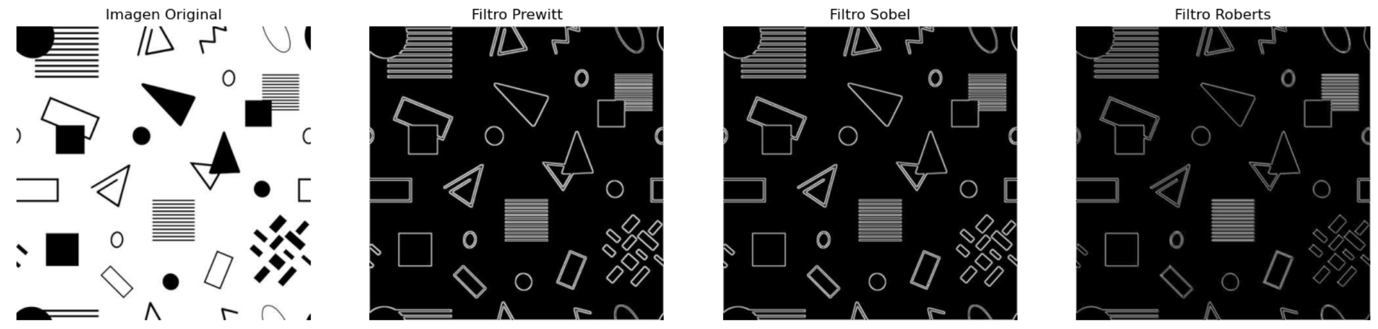 Imagen Original
Filtro Prewitt
Filtro Sobel
Filtro Roberts